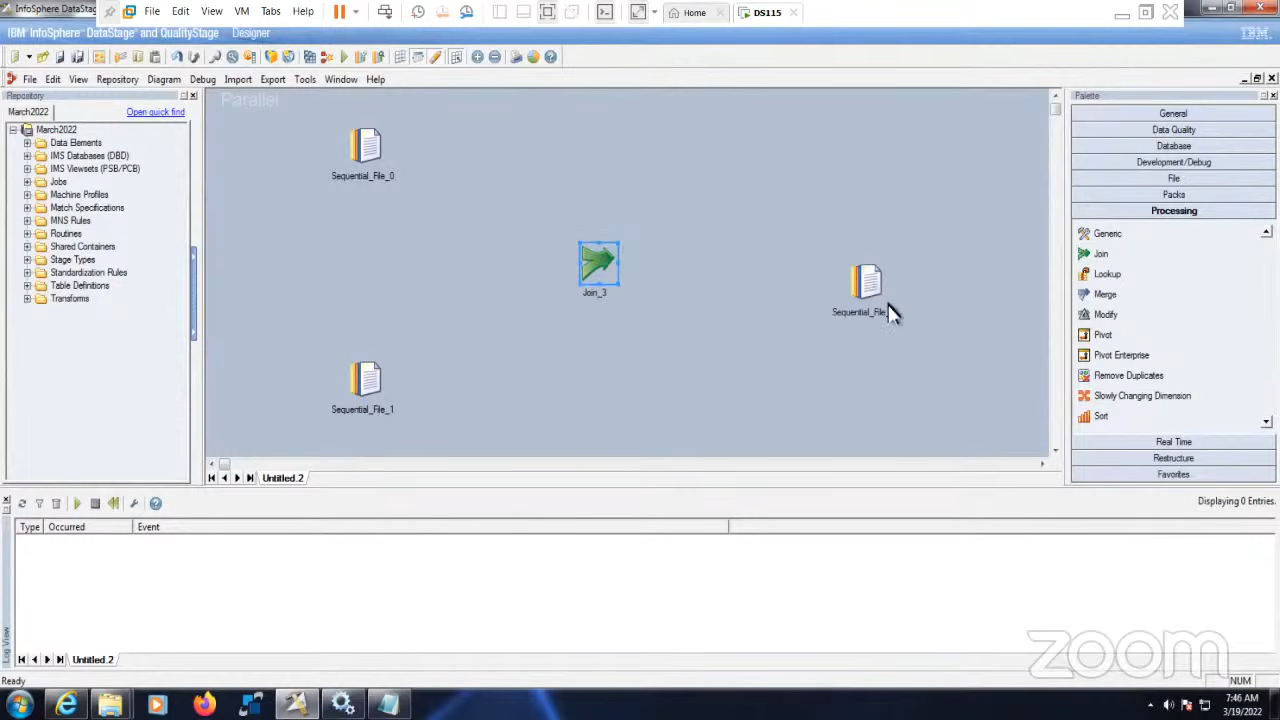 InfoSphere DataStag
File Edit View VM Tabs Help
Home
DS115
IBM InfoSphere DataStage and QualityStage Designer
IBM
File Edit View Repository Diagram Debug Import Export Tools Window Help
Repository
March2022
Open quick find
March2022
Data Elements
IMS Databases (DBD)
IMS Viewsets (PSB/PCB)
Jobs
Machine Profiles
Match Specifications
MNS Rules
Routines
Shared Containers
Stage Types
Standardization Rules
Table Definitions
Transforms
Parallel
Sequential_File_0
Join_3
Sequential_File_
Sequential_File_1
Untitled.2
Palette
General
Data Quality
Database
Development/Debug
File
Packs
Processing
Generic
Join
Lookup
Merge
Modify
Pivot
Pivot Enterprise
Remove Duplicates
Slowly Changing Dimension
Sort
Real Time
Restructure
Favorites
Displaying 0 Entries.
Type Occurred Event
Log View
Untitled.2
zoom
Ready
NUM
7:46 AM
3/19/2022